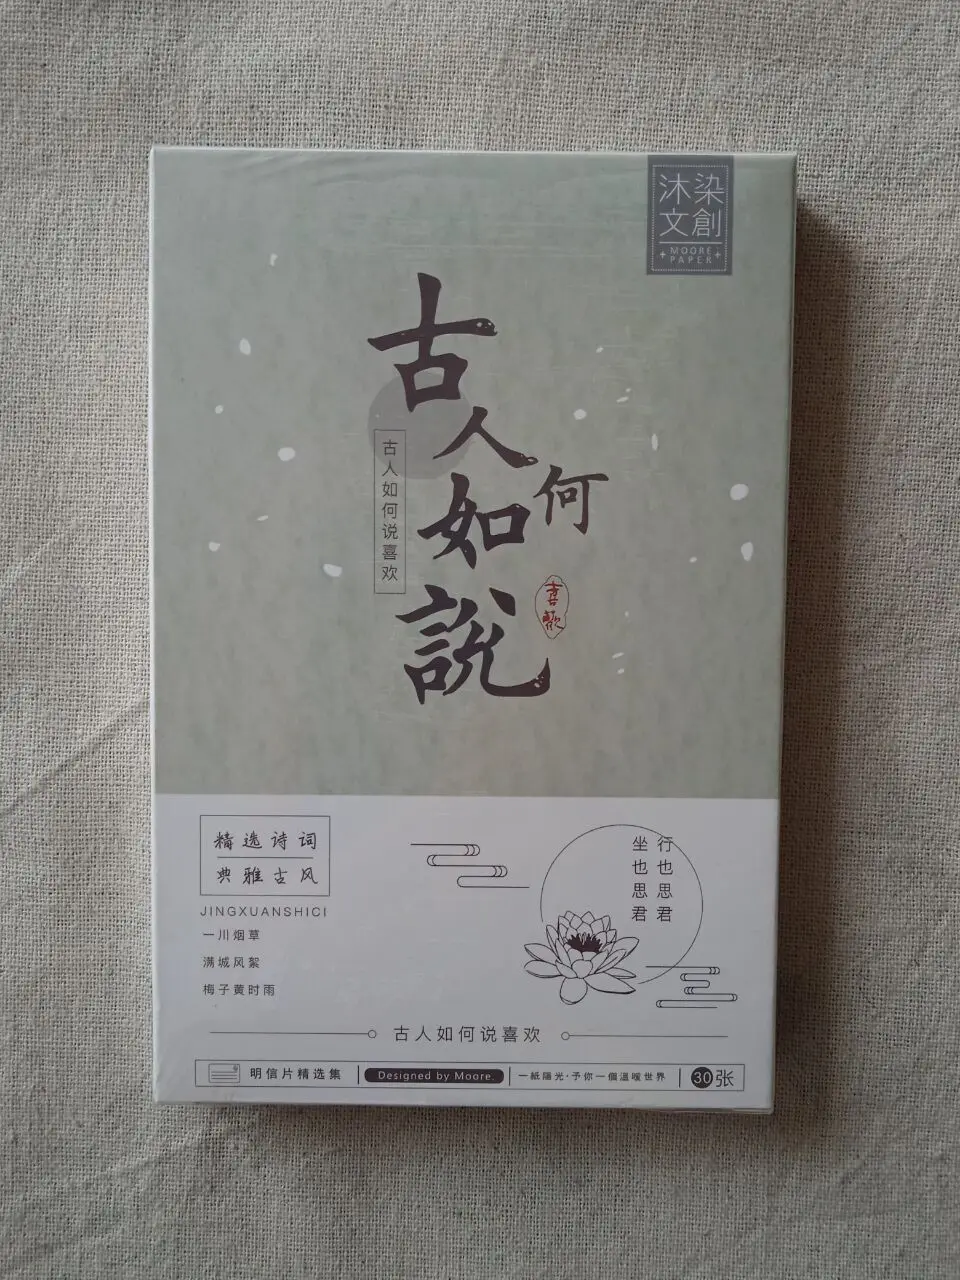 沐染
文創
MOORE
PAPER
古人
如何
說
喜歡
古人如何说喜欢
精选诗词
典雅古风
JINGXUANSHICI
一川烟草
满城风絮
梅子黄时雨
行也思君
坐也思君
古人如何说喜欢
明信片精选集
Designed by Moore.
一紙陽光·予你一個溫暖世界
30张